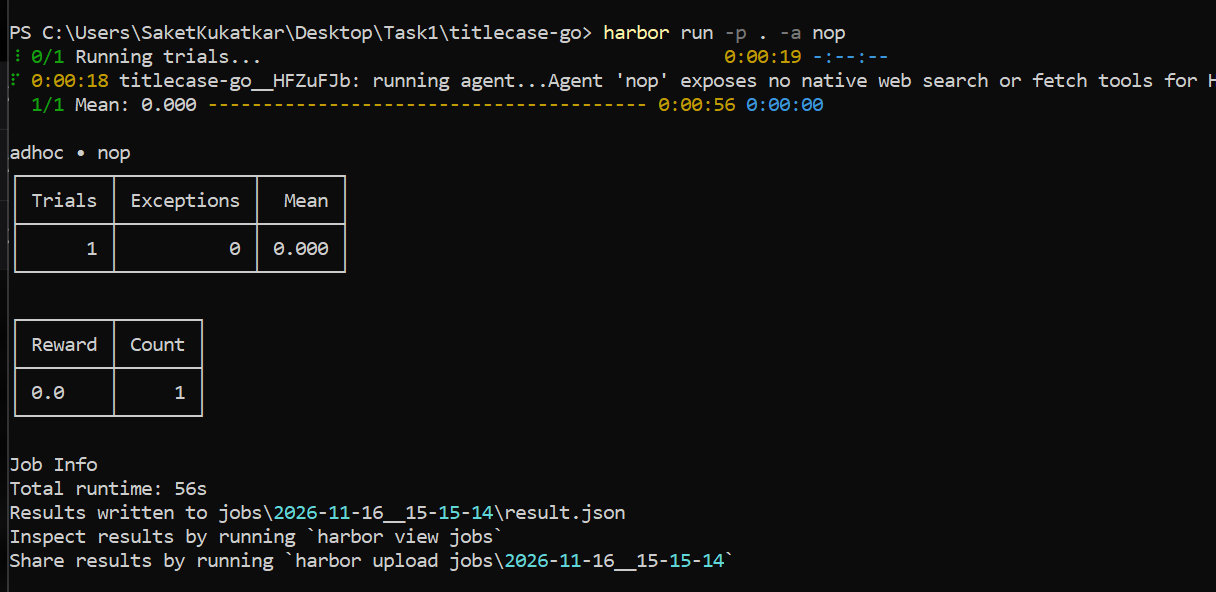 PS C:\Users\SaketKukatkar\Desktop\Task1\titlecase-go> harbor run -p . -a nop
0/1 Running trials... 0:00:19 -:--:--
0:00:18 titlecase-go__HFZuFJb: running agent...Agent 'nop' exposes no native web search or fetch tools for H
1/1 Mean: 0.000 ---------------------------------------- 0:00:56 0:00:00
adhoc • nop
Trials Exceptions Mean
1 0 0.000
Reward Count
0.0 1
Job Info
Total runtime: 56s
Results written to jobs\2026-11-16__15-15-14\result.json
Inspect results by running `harbor view jobs`
Share results by running `harbor upload jobs\2026-11-16__15-15-14`